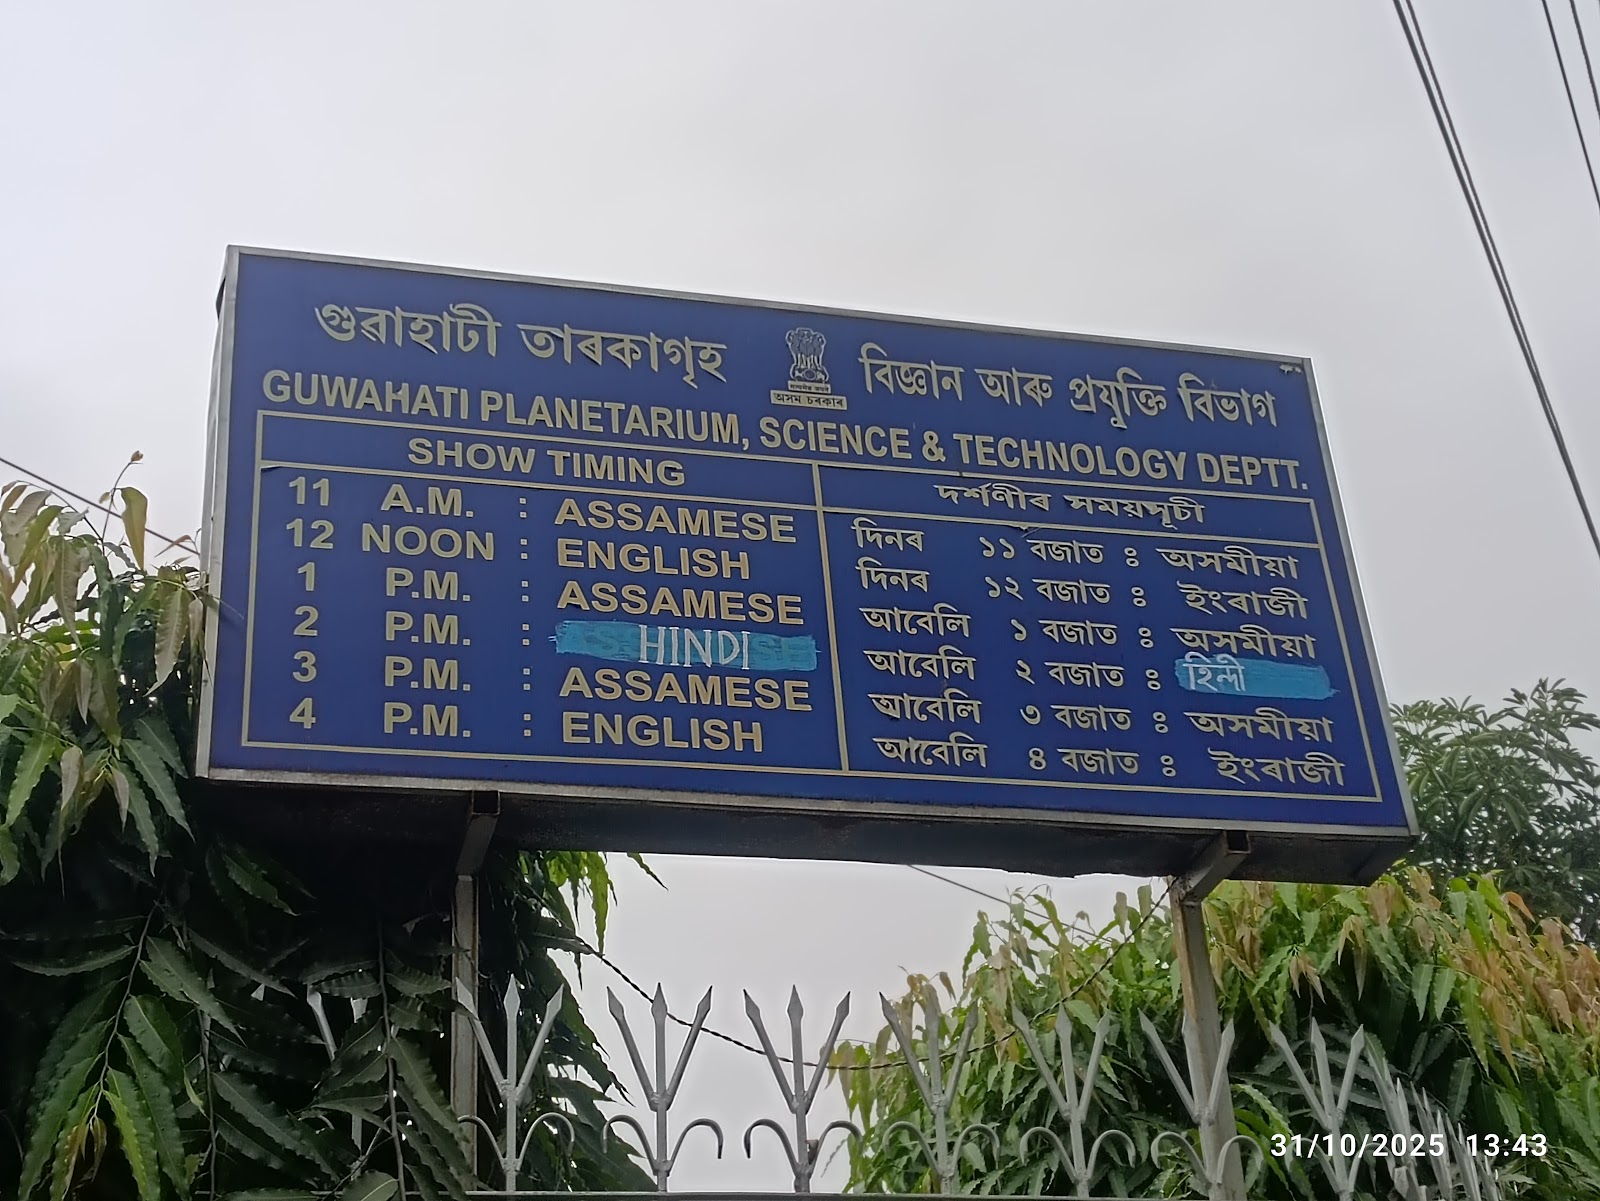 গুৱাহাটী তাৰকাগৃহ
অসম চৰকাৰ
বিজ্ঞান আৰু প্ৰযুক্তি বিভাগ
GUWAHATI PLANETARIUM, SCIENCE & TECHNOLOGY DEPTT.
SHOW TIMING
11 A.M. : ASSAMESE
12 NOON : ENGLISH
1 P.M. : ASSAMESE
2 P.M. : HINDI
3 P.M. : ASSAMESE
4 P.M. : ENGLISH
দৰ্শনীৰ সময়সূচী
দিনৰ ১১ বজাত ঃ অসমীয়া
দিনৰ ১২ বজাত ঃ ইংৰাজী
আবেলি ১ বজাত ঃ অসমীয়া
আবেলি ২ বজাত ঃ হিন্দী
আবেলি ৩ বজাত ঃ অসমীয়া
আবেলি ৪ বজাত ঃ ইংৰাজী
31/10/2025 13:43